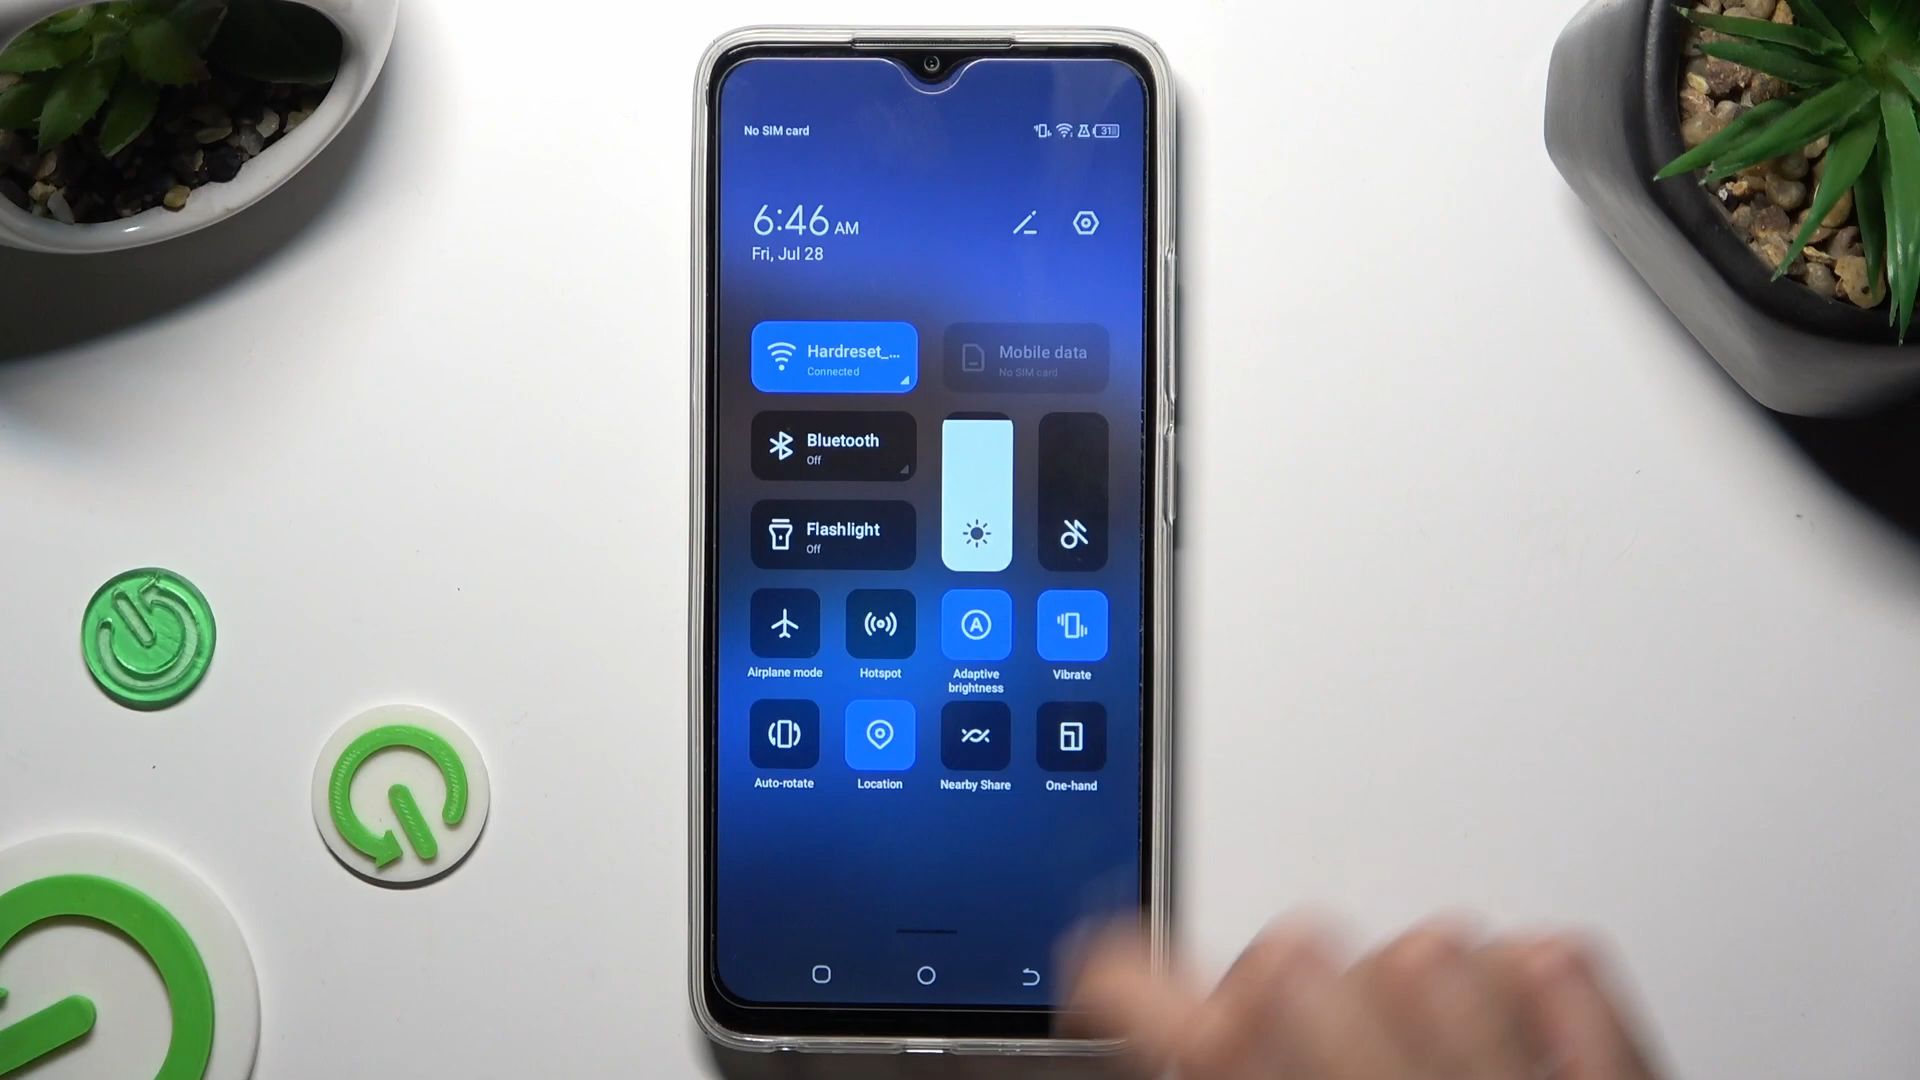 No SIM card
31
6:46 AM
Fri, Jul 28
Hardreset_...
Connected
Mobile data
No SIM card
Bluetooth
Off
Flashlight
Off
A
Airplane mode
Hotspot
Adaptive
brightness
Vibrate
Auto-rotate
Location
Nearby Share
One-hand